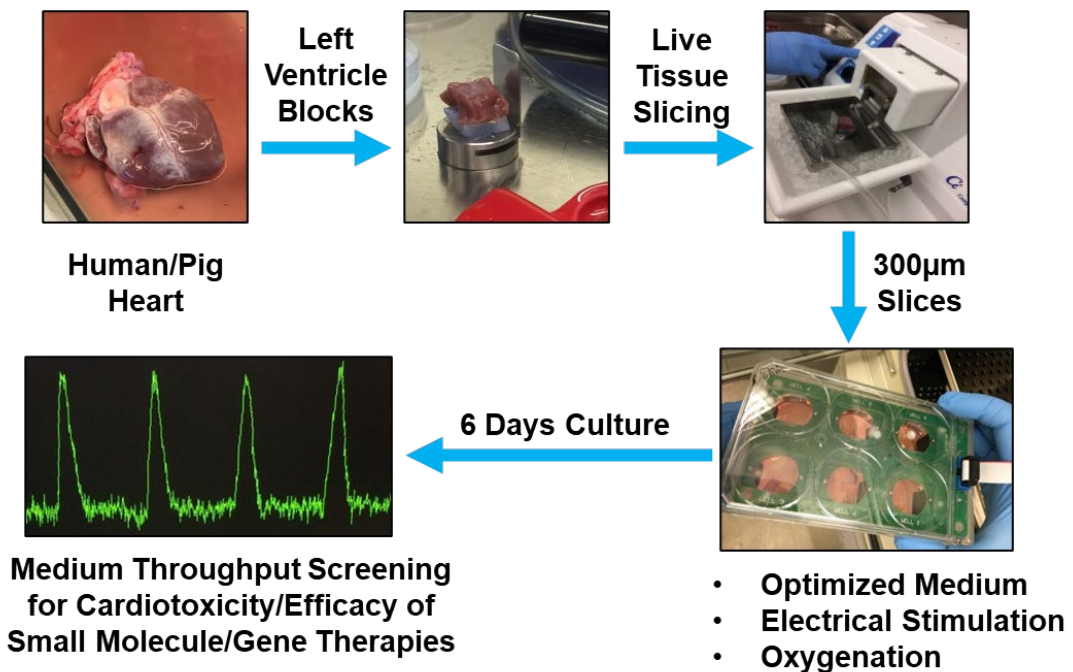 Left
Ventricle
Blocks
Live
Tissue
Slicing
Human/Pig
Heart
300µm
Slices
6 Days Culture
Medium Throughput Screening
for Cardiotoxicity/Efficacy of
Small Molecule/Gene Therapies
• Optimized Medium
• Electrical Stimulation
• Oxygenation